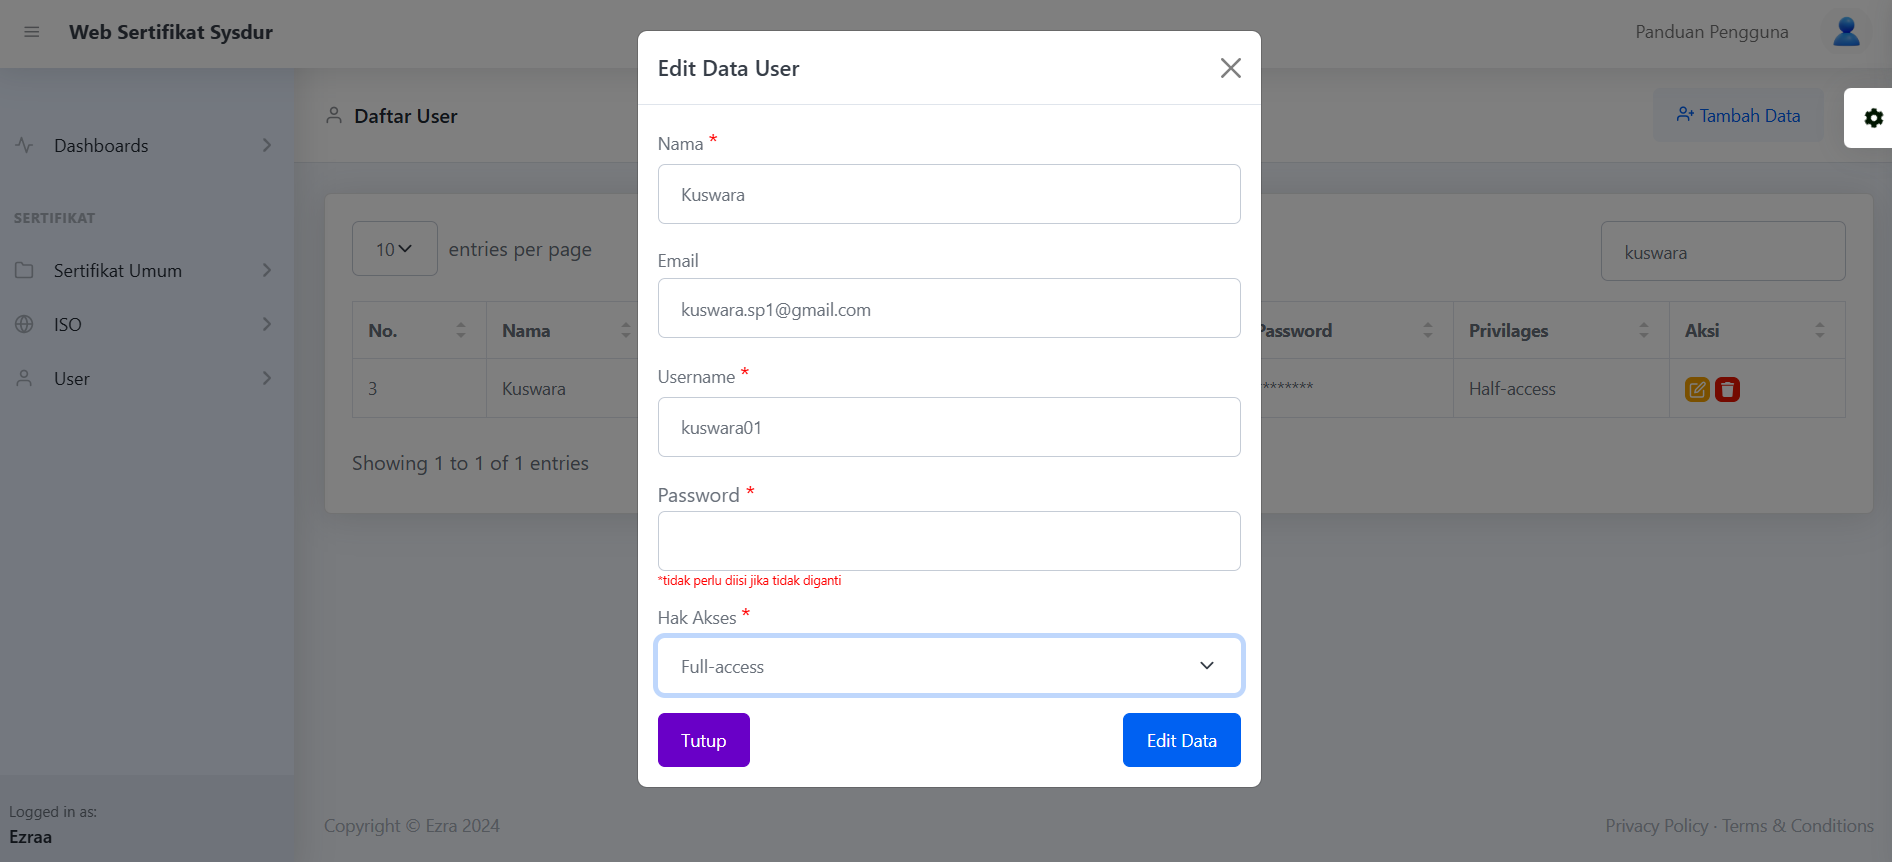 Web Sertifikat Sysdur
Panduan Pengguna
Dashboards
SERTIFIKAT
Sertifikat Umum
ISO
User
Logged in as:
Ezraa
Daftar User
Tambah Data
10 entries per page
kuswara
No. Nama Password Privilages Aksi
3 Kuswara ******** Half-access
Showing 1 to 1 of 1 entries
Copyright © Ezra 2024
Privacy Policy · Terms & Conditions
Edit Data User
Nama *
Kuswara
Email
kuswara.sp1@gmail.com
Username *
kuswara01
Password *
*tidak perlu diisi jika tidak diganti
Hak Akses *
Full-access
Tutup
Edit Data